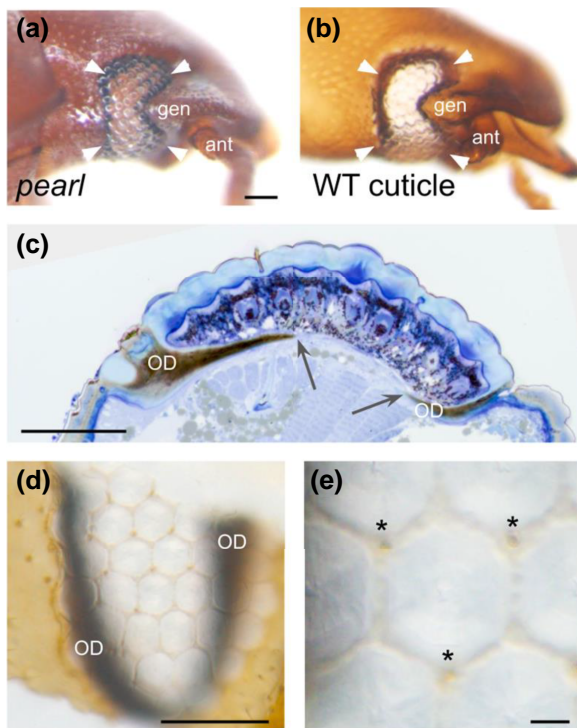 (a)
gen
ant
pearl
(b)
gen
ant
WT cuticle
(c)
OD
OD
(d)
OD
OD
(e)
*
*
*